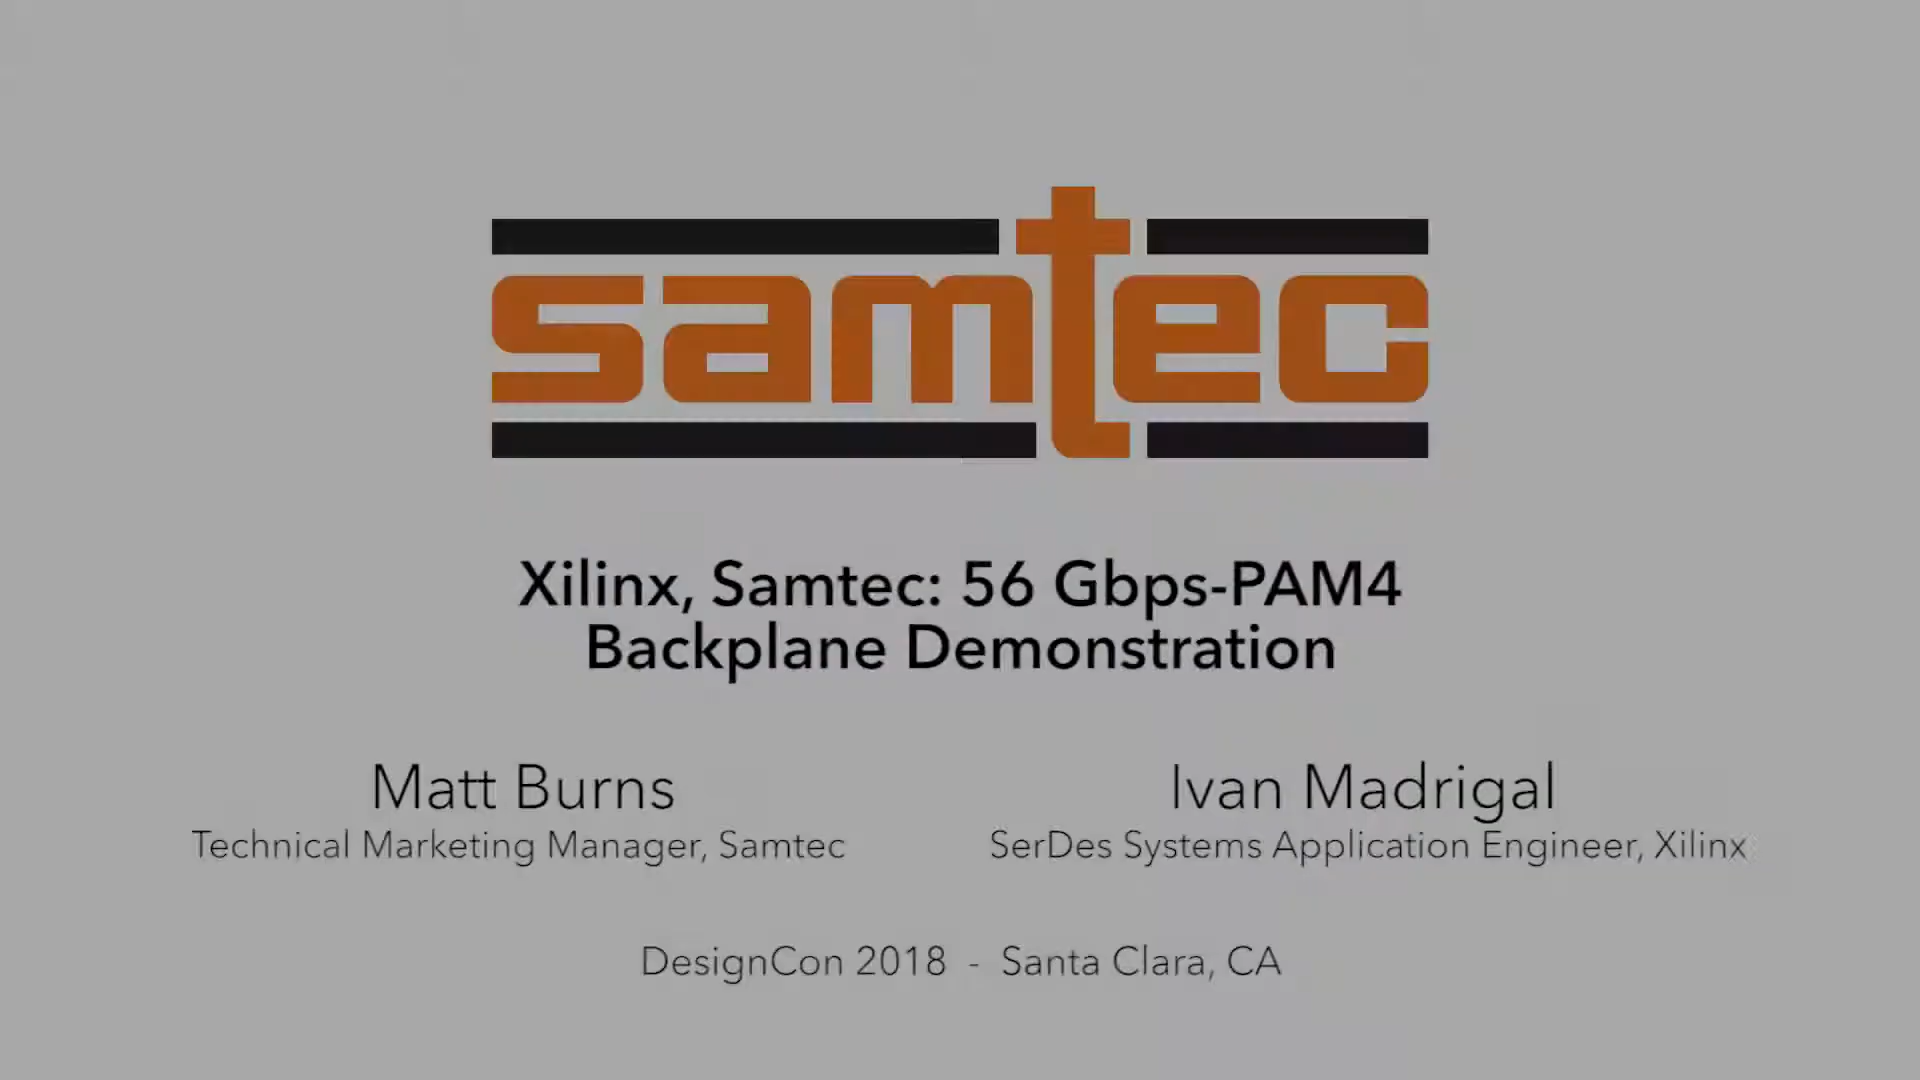 samtec
Xilinx, Samtec: 56 Gbps-PAM4
Backplane Demonstration
Matt Burns
Technical Marketing Manager, Samtec
Ivan Madrigal
SerDes Systems Application Engineer, Xilinx
DesignCon 2018 - Santa Clara, CA